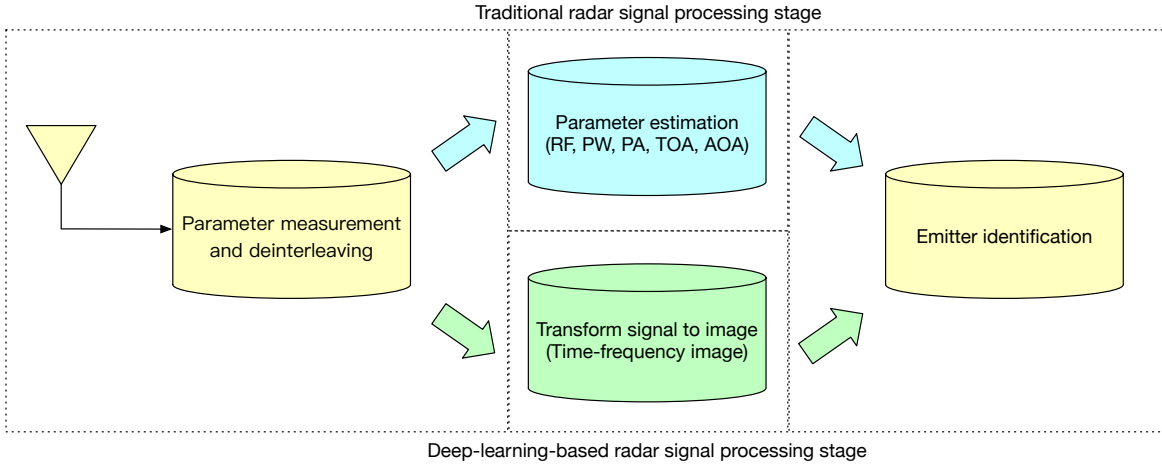 Traditional radar signal processing stage
Parameter estimation
(RF, PW, PA, TOA, AOA)
Parameter measurement
and deinterleaving
Emitter identification
Transform signal to image
(Time-frequency image)
Deep-learning-based radar signal processing stage